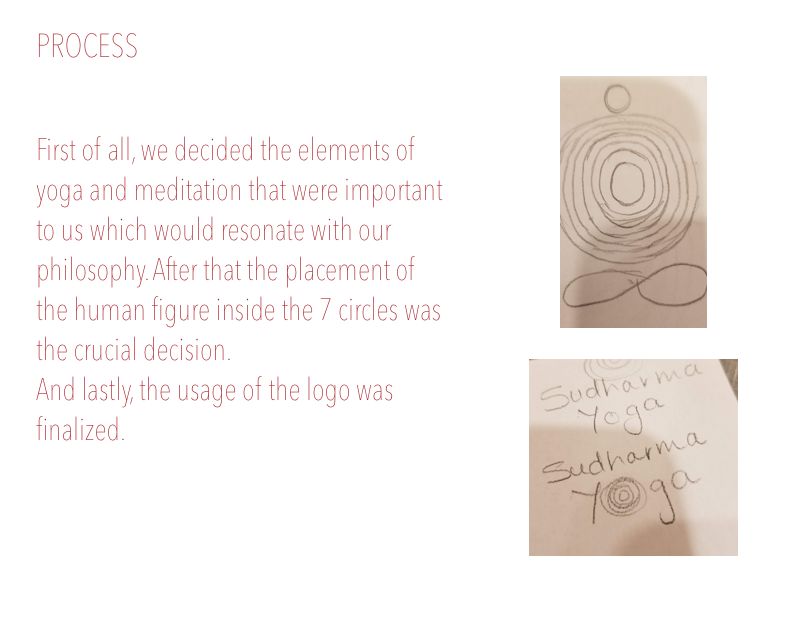 PROCESS
First of all, we decided the elements of
yoga and meditation that were important
to us which would resonate with our
philosophy. After that the placement of
the human figure inside the 7 circles was
the crucial decision.
And lastly, the usage of the logo was
finalized.
Sudharma
Yoga
Sudharma
Yoga